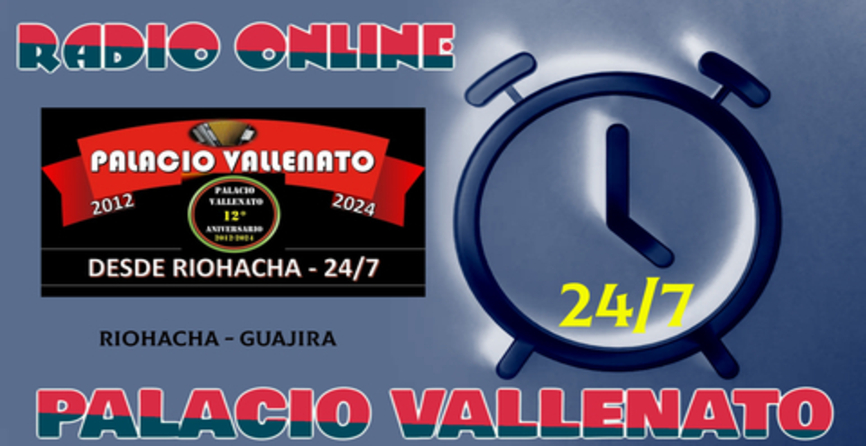 RADIO ONLINE
PALACIO VALLENATO
2012
2024
PALACIO
VALLENATO
12°
ANIVERSARIO
2012-2024
DESDE RIOHACHA - 24/7
24/7
RIOHACHA - GUAJIRA
PALACIO VALLENATO